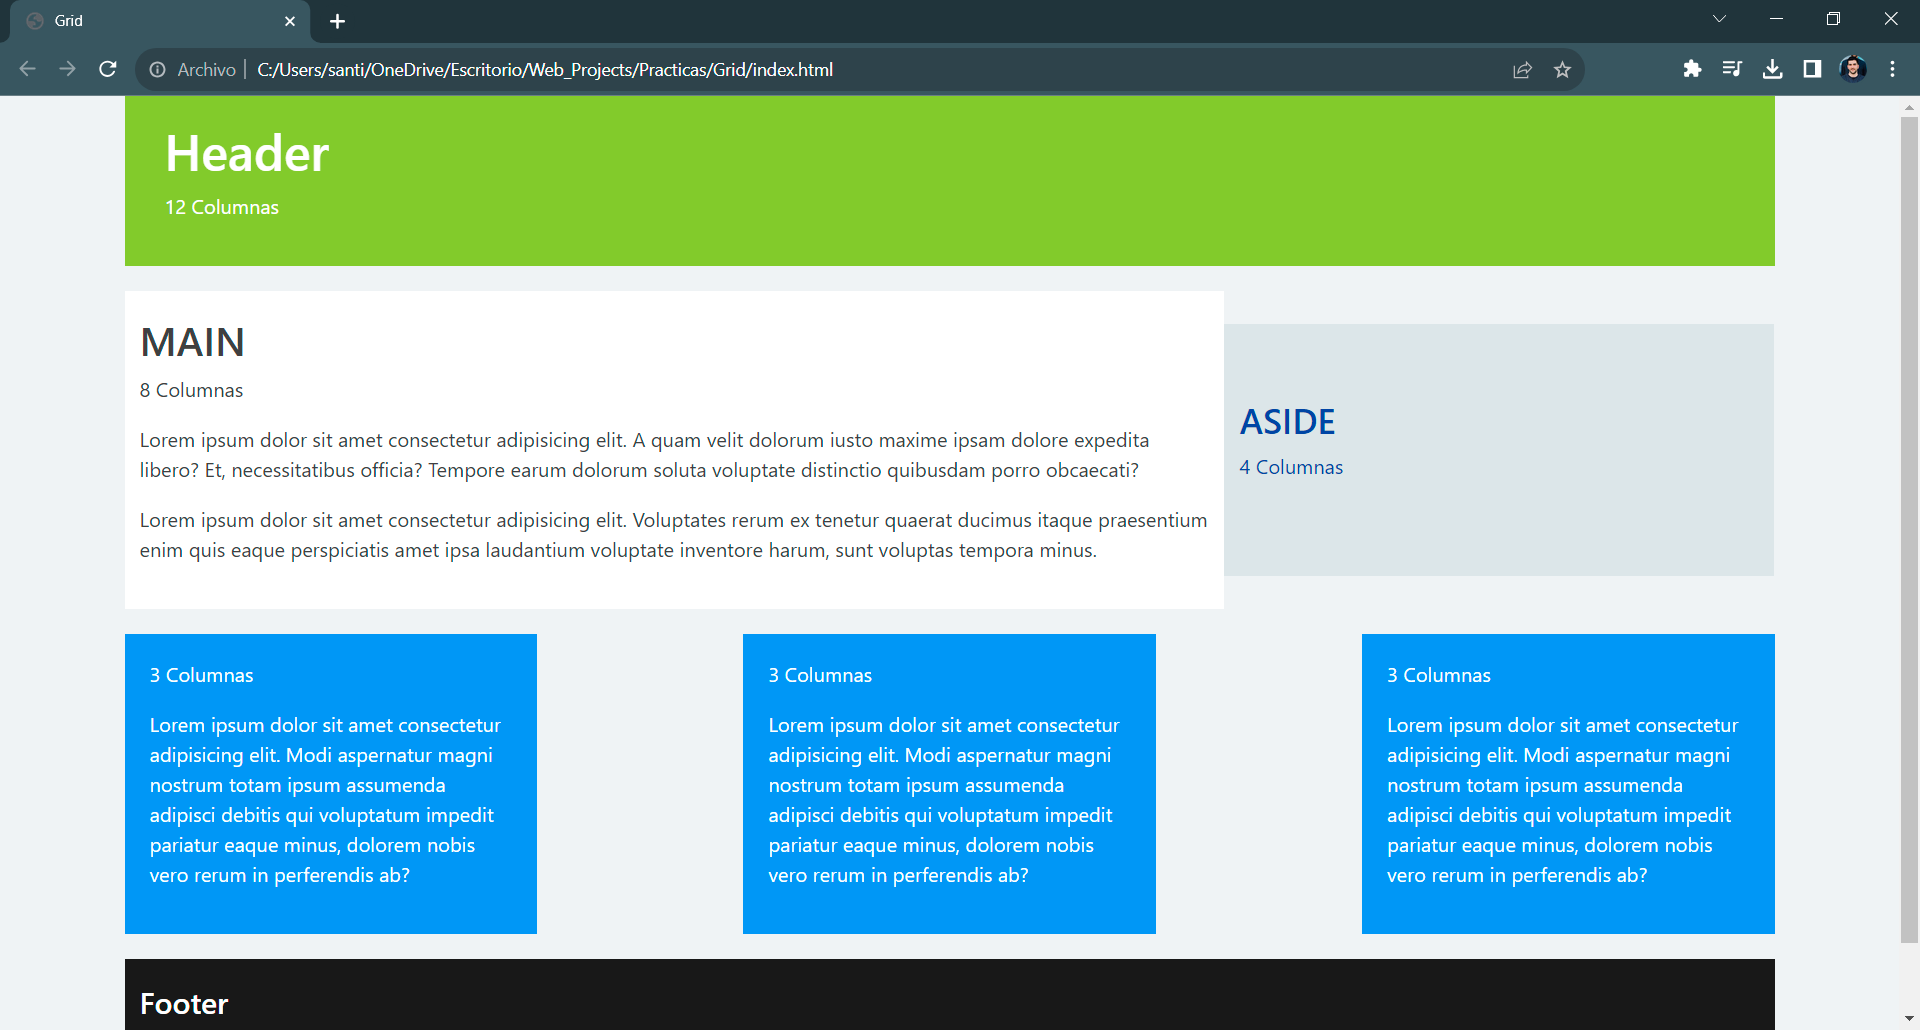 Grid
Archivo | C:/Users/santi/OneDrive/Escritorio/Web_Projects/Practicas/Grid/index.html
Header
12 Columnas
MAIN
8 Columnas
Lorem ipsum dolor sit amet consectetur adipisicing elit. A quam velit dolorum iusto maxime ipsam dolore expedita
libero? Et, necessitatibus officia? Tempore earum dolorum soluta voluptate distinctio quibusdam porro obcaecati?
Lorem ipsum dolor sit amet consectetur adipisicing elit. Voluptates rerum ex tenetur quaerat ducimus itaque praesentium
enim quis eaque perspiciatis amet ipsa laudantium voluptate inventore harum, sunt voluptas tempora minus.
ASIDE
4 Columnas
3 Columnas
Lorem ipsum dolor sit amet consectetur
adipisicing elit. Modi aspernatur magni
nostrum totam ipsum assumenda
adipisci debitis qui voluptatum impedit
pariatur eaque minus, dolorem nobis
vero rerum in perferendis ab?
3 Columnas
Lorem ipsum dolor sit amet consectetur
adipisicing elit. Modi aspernatur magni
nostrum totam ipsum assumenda
adipisci debitis qui voluptatum impedit
pariatur eaque minus, dolorem nobis
vero rerum in perferendis ab?
3 Columnas
Lorem ipsum dolor sit amet consectetur
adipisicing elit. Modi aspernatur magni
nostrum totam ipsum assumenda
adipisci debitis qui voluptatum impedit
pariatur eaque minus, dolorem nobis
vero rerum in perferendis ab?
Footer